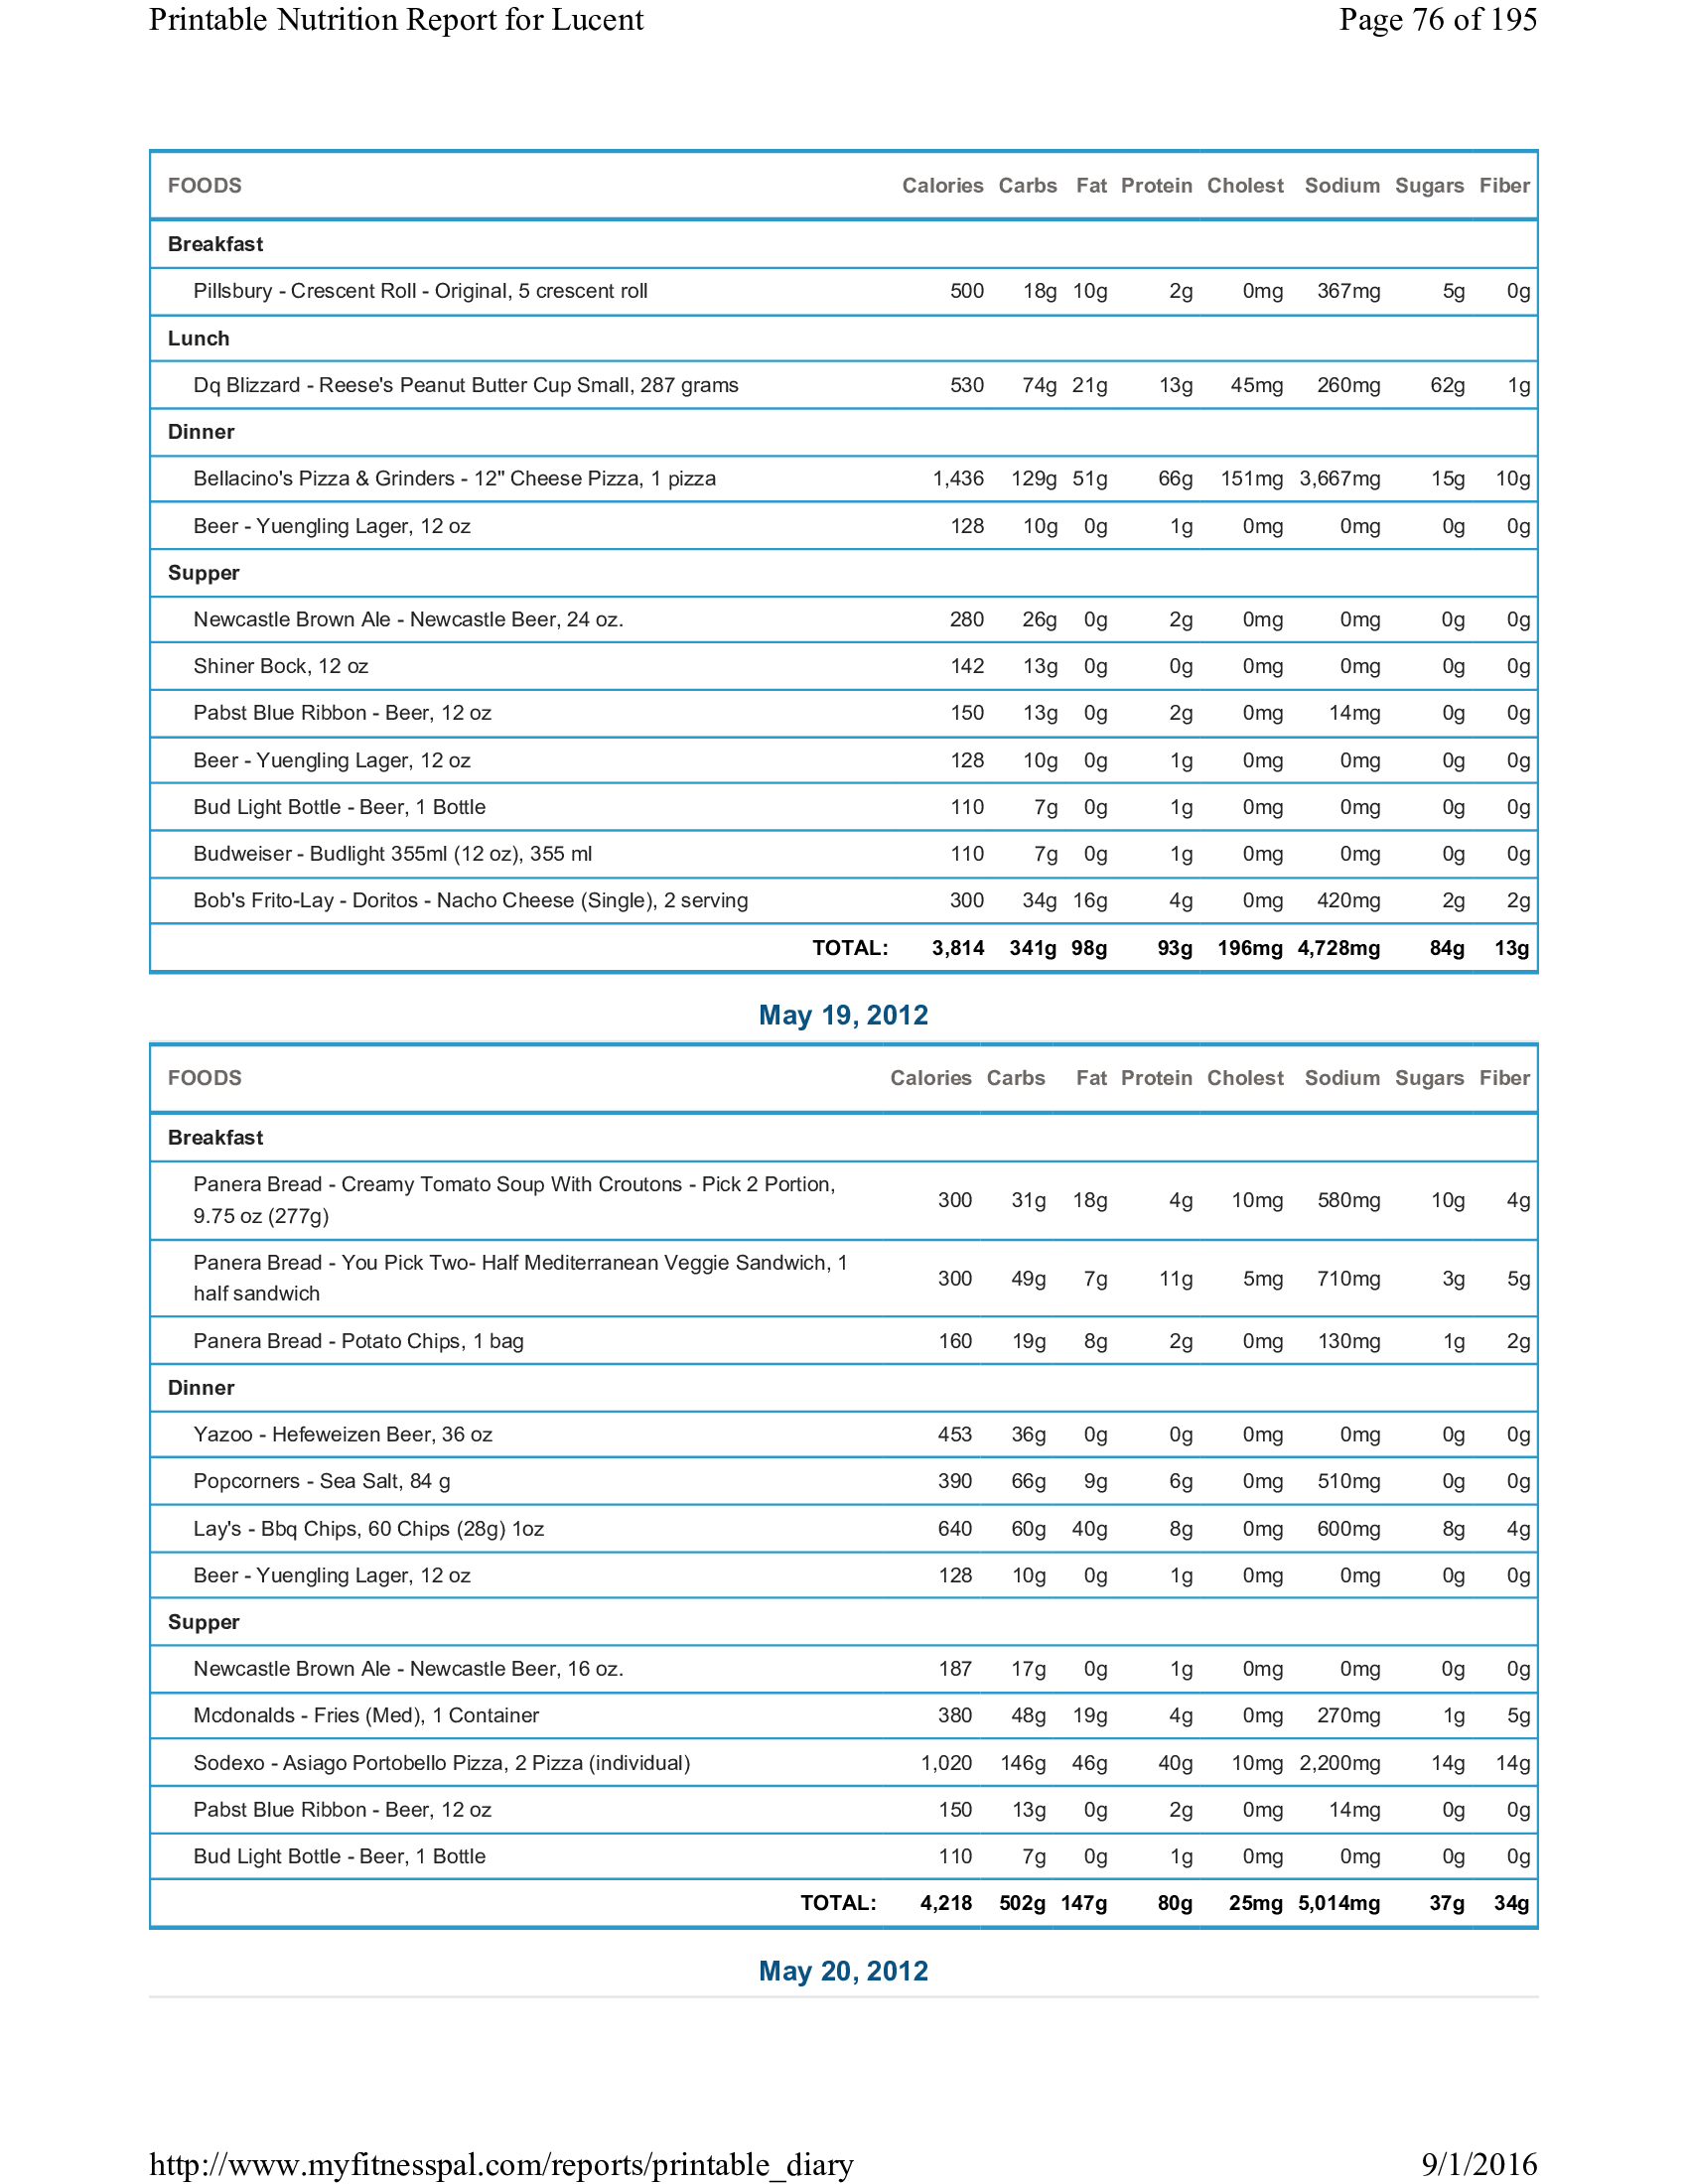 Printable Nutrition Report for Lucent Page 76 of 195
FOODS Calories Carbs Fat Protein Cholest Sodium Sugars Fiber
Breakfast
Pillsbury - Crescent Roll - Original, 5 crescent roll 500 18g 10g 2g 0mg 367mg 5g 0g
Lunch
Dq Blizzard - Reese's Peanut Butter Cup Small, 287 grams 530 74g 21g 13g 45mg 260mg 62g 1g
Dinner
Bellacino's Pizza & Grinders - 12" Cheese Pizza, 1 pizza 1,436 129g 51g 66g 151mg 3,667mg 15g 10g
Beer - Yuengling Lager, 12 oz 128 10g 0g 1g 0mg 0mg 0g 0g
Supper
Newcastle Brown Ale - Newcastle Beer, 24 oz. 280 26g 0g 2g 0mg 0mg 0g 0g
Shiner Bock, 12 oz 142 13g 0g 0g 0mg 0mg 0g 0g
Pabst Blue Ribbon - Beer, 12 oz 150 13g 0g 2g 0mg 14mg 0g 0g
Beer - Yuengling Lager, 12 oz 128 10g 0g 1g 0mg 0mg 0g 0g
Bud Light Bottle - Beer, 1 Bottle 110 7g 0g 1g 0mg 0mg 0g 0g
Budweiser - Budlight 355ml (12 oz), 355 ml 110 7g 0g 1g 0mg 0mg 0g 0g
Bob's Frito-Lay - Doritos - Nacho Cheese (Single), 2 serving 300 34g 16g 4g 0mg 420mg 2g 2g
TOTAL: 3,814 341g 98g 93g 196mg 4,728mg 84g 13g
May 19, 2012
FOODS Calories Carbs Fat Protein Cholest Sodium Sugars Fiber
Breakfast
Panera Bread - Creamy Tomato Soup With Croutons - Pick 2 Portion,
9.75 oz (277g) 300 31g 18g 4g 10mg 580mg 10g 4g
Panera Bread - You Pick Two- Half Mediterranean Veggie Sandwich, 1
half sandwich 300 49g 7g 11g 5mg 710mg 3g 5g
Panera Bread - Potato Chips, 1 bag 160 19g 8g 2g 0mg 130mg 1g 2g
Dinner
Yazoo - Hefeweizen Beer, 36 oz 453 36g 0g 0g 0mg 0mg 0g 0g
Popcorners - Sea Salt, 84 g 390 66g 9g 6g 0mg 510mg 0g 0g
Lay's - Bbq Chips, 60 Chips (28g) 1oz 640 60g 40g 8g 0mg 600mg 8g 4g
Beer - Yuengling Lager, 12 oz 128 10g 0g 1g 0mg 0mg 0g 0g
Supper
Newcastle Brown Ale - Newcastle Beer, 16 oz. 187 17g 0g 1g 0mg 0mg 0g 0g
Mcdonalds - Fries (Med), 1 Container 380 48g 19g 4g 0mg 270mg 1g 5g
Sodexo - Asiago Portobello Pizza, 2 Pizza (individual) 1,020 146g 46g 40g 10mg 2,200mg 14g 14g
Pabst Blue Ribbon - Beer, 12 oz 150 13g 0g 2g 0mg 14mg 0g 0g
Bud Light Bottle - Beer, 1 Bottle 110 7g 0g 1g 0mg 0mg 0g 0g
TOTAL: 4,218 502g 147g 80g 25mg 5,014mg 37g 34g
May 20, 2012
http://www.myfitnesspal.com/reports/printable_diary 9/1/2016